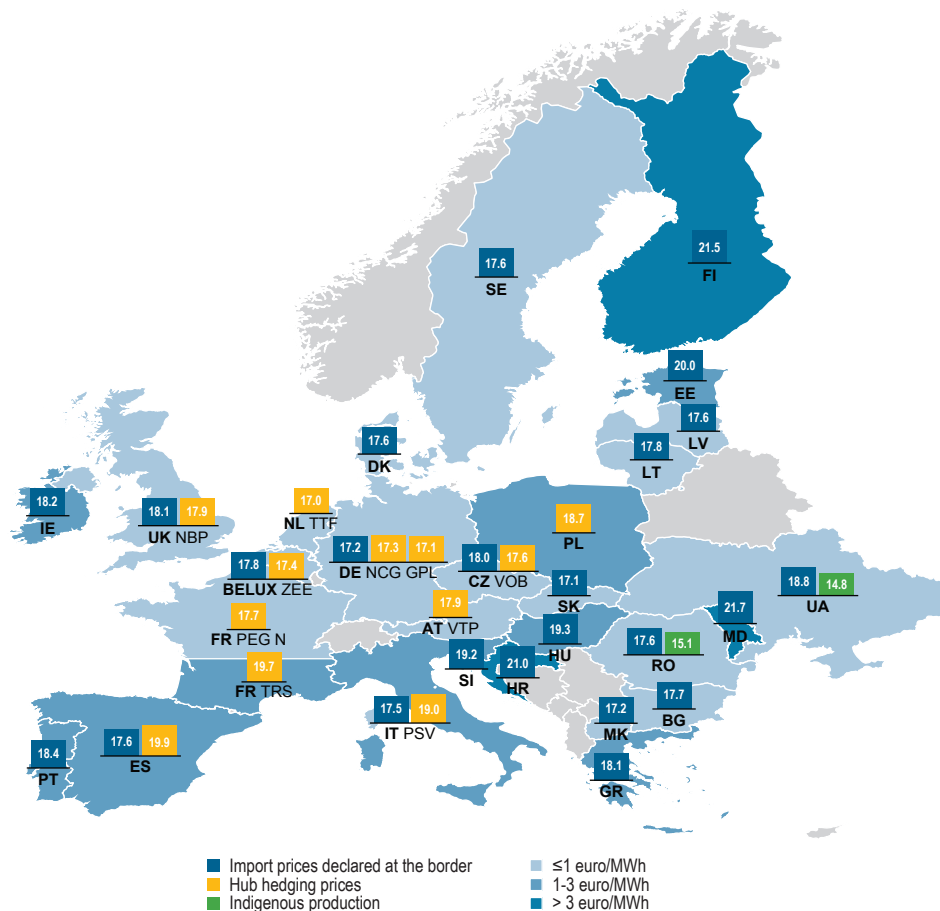 21.5
FI
17.6
SE
20.0
EE
17.6
LV
17.8
LT
17.6
DK
18.2
IE
18.1 17.9
UK NBP
17.0
NL TTF
18.7
PL
17.2 17.3 17.1
DE NCG GPL
18.0 17.6
CZ VOB
17.8 17.4
BELUX ZEE
17.1
SK
18.8 14.8
UA
17.7
FR PEG N
17.9
AT VTP
19.3
HU
21.7
MD
17.6 15.1
RO
19.7
FR TRS
19.2
SI
21.0
HR
17.5 19.0
IT PSV
17.2
MK
17.7
BG
18.4
PT
17.6 19.9
ES
18.1
GR
Import prices declared at the border
Hub hedging prices
Indigenous production
≤1 euro/MWh
1-3 euro/MWh
> 3 euro/MWh